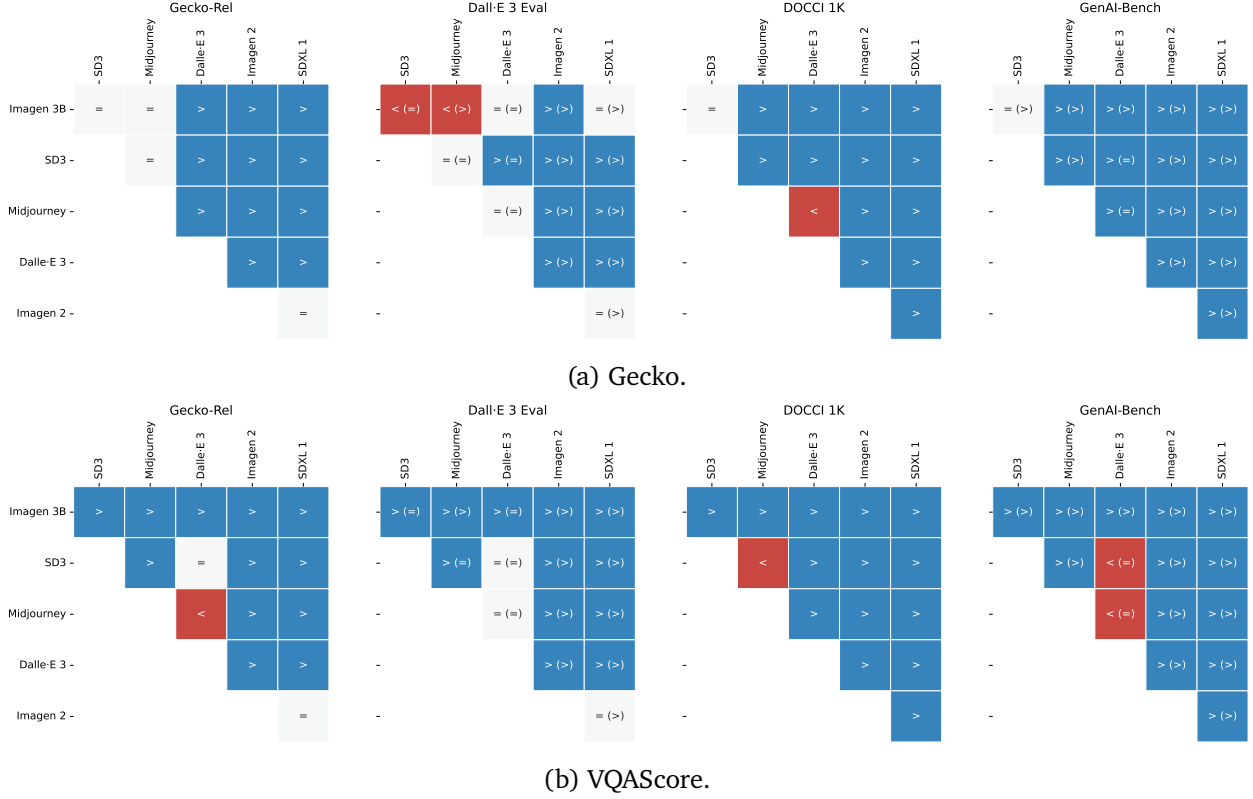 Gecko-Rel Dall·E 3 Eval DOCCI 1K GenAI-Bench
SD3 Midjourney Dalle·E 3 Imagen 2 SDXL 1 SD3 Midjourney Dalle·E 3 Imagen 2 SDXL 1 SD3 Midjourney Dalle·E 3 Imagen 2 SDXL 1 SD3 Midjourney Dalle·E 3 Imagen 2 SDXL 1
Imagen 3B = = > > > < (=) < (>) = (=) > (>) = (>) = > > > > = (>) > (>) > (>) > (>) > (>)
SD3 = > > > = (=) > (=) > (>) > (>) > > > > > (>) > (=) > (>) > (>)
Midjourney > > > = (=) > (>) > (>) < > > > (=) > (>) > (>)
Dalle·E 3 > > > (>) > (>) > > > (>) > (>)
Imagen 2 = = (>) > > (>)
(a) Gecko.
Gecko-Rel Dall·E 3 Eval DOCCI 1K GenAI-Bench
SD3 Midjourney Dalle·E 3 Imagen 2 SDXL 1 SD3 Midjourney Dalle·E 3 Imagen 2 SDXL 1 SD3 Midjourney Dalle·E 3 Imagen 2 SDXL 1 SD3 Midjourney Dalle·E 3 Imagen 2 SDXL 1
Imagen 3B > > > > > > (=) > (>) > (=) > (>) > (>) > > > > > > (>) > (>) > (>) > (>) > (>)
SD3 > = > > > (=) = (=) > (>) > (>) < > > > > (>) < (=) > (>) > (>)
Midjourney < > > = (=) > (>) > (>) > > > < (=) > (>) > (>)
Dalle·E 3 > > > (>) > (>) > > > (>) > (>)
Imagen 2 = = (>) > > (>)
(b) VQAScore.